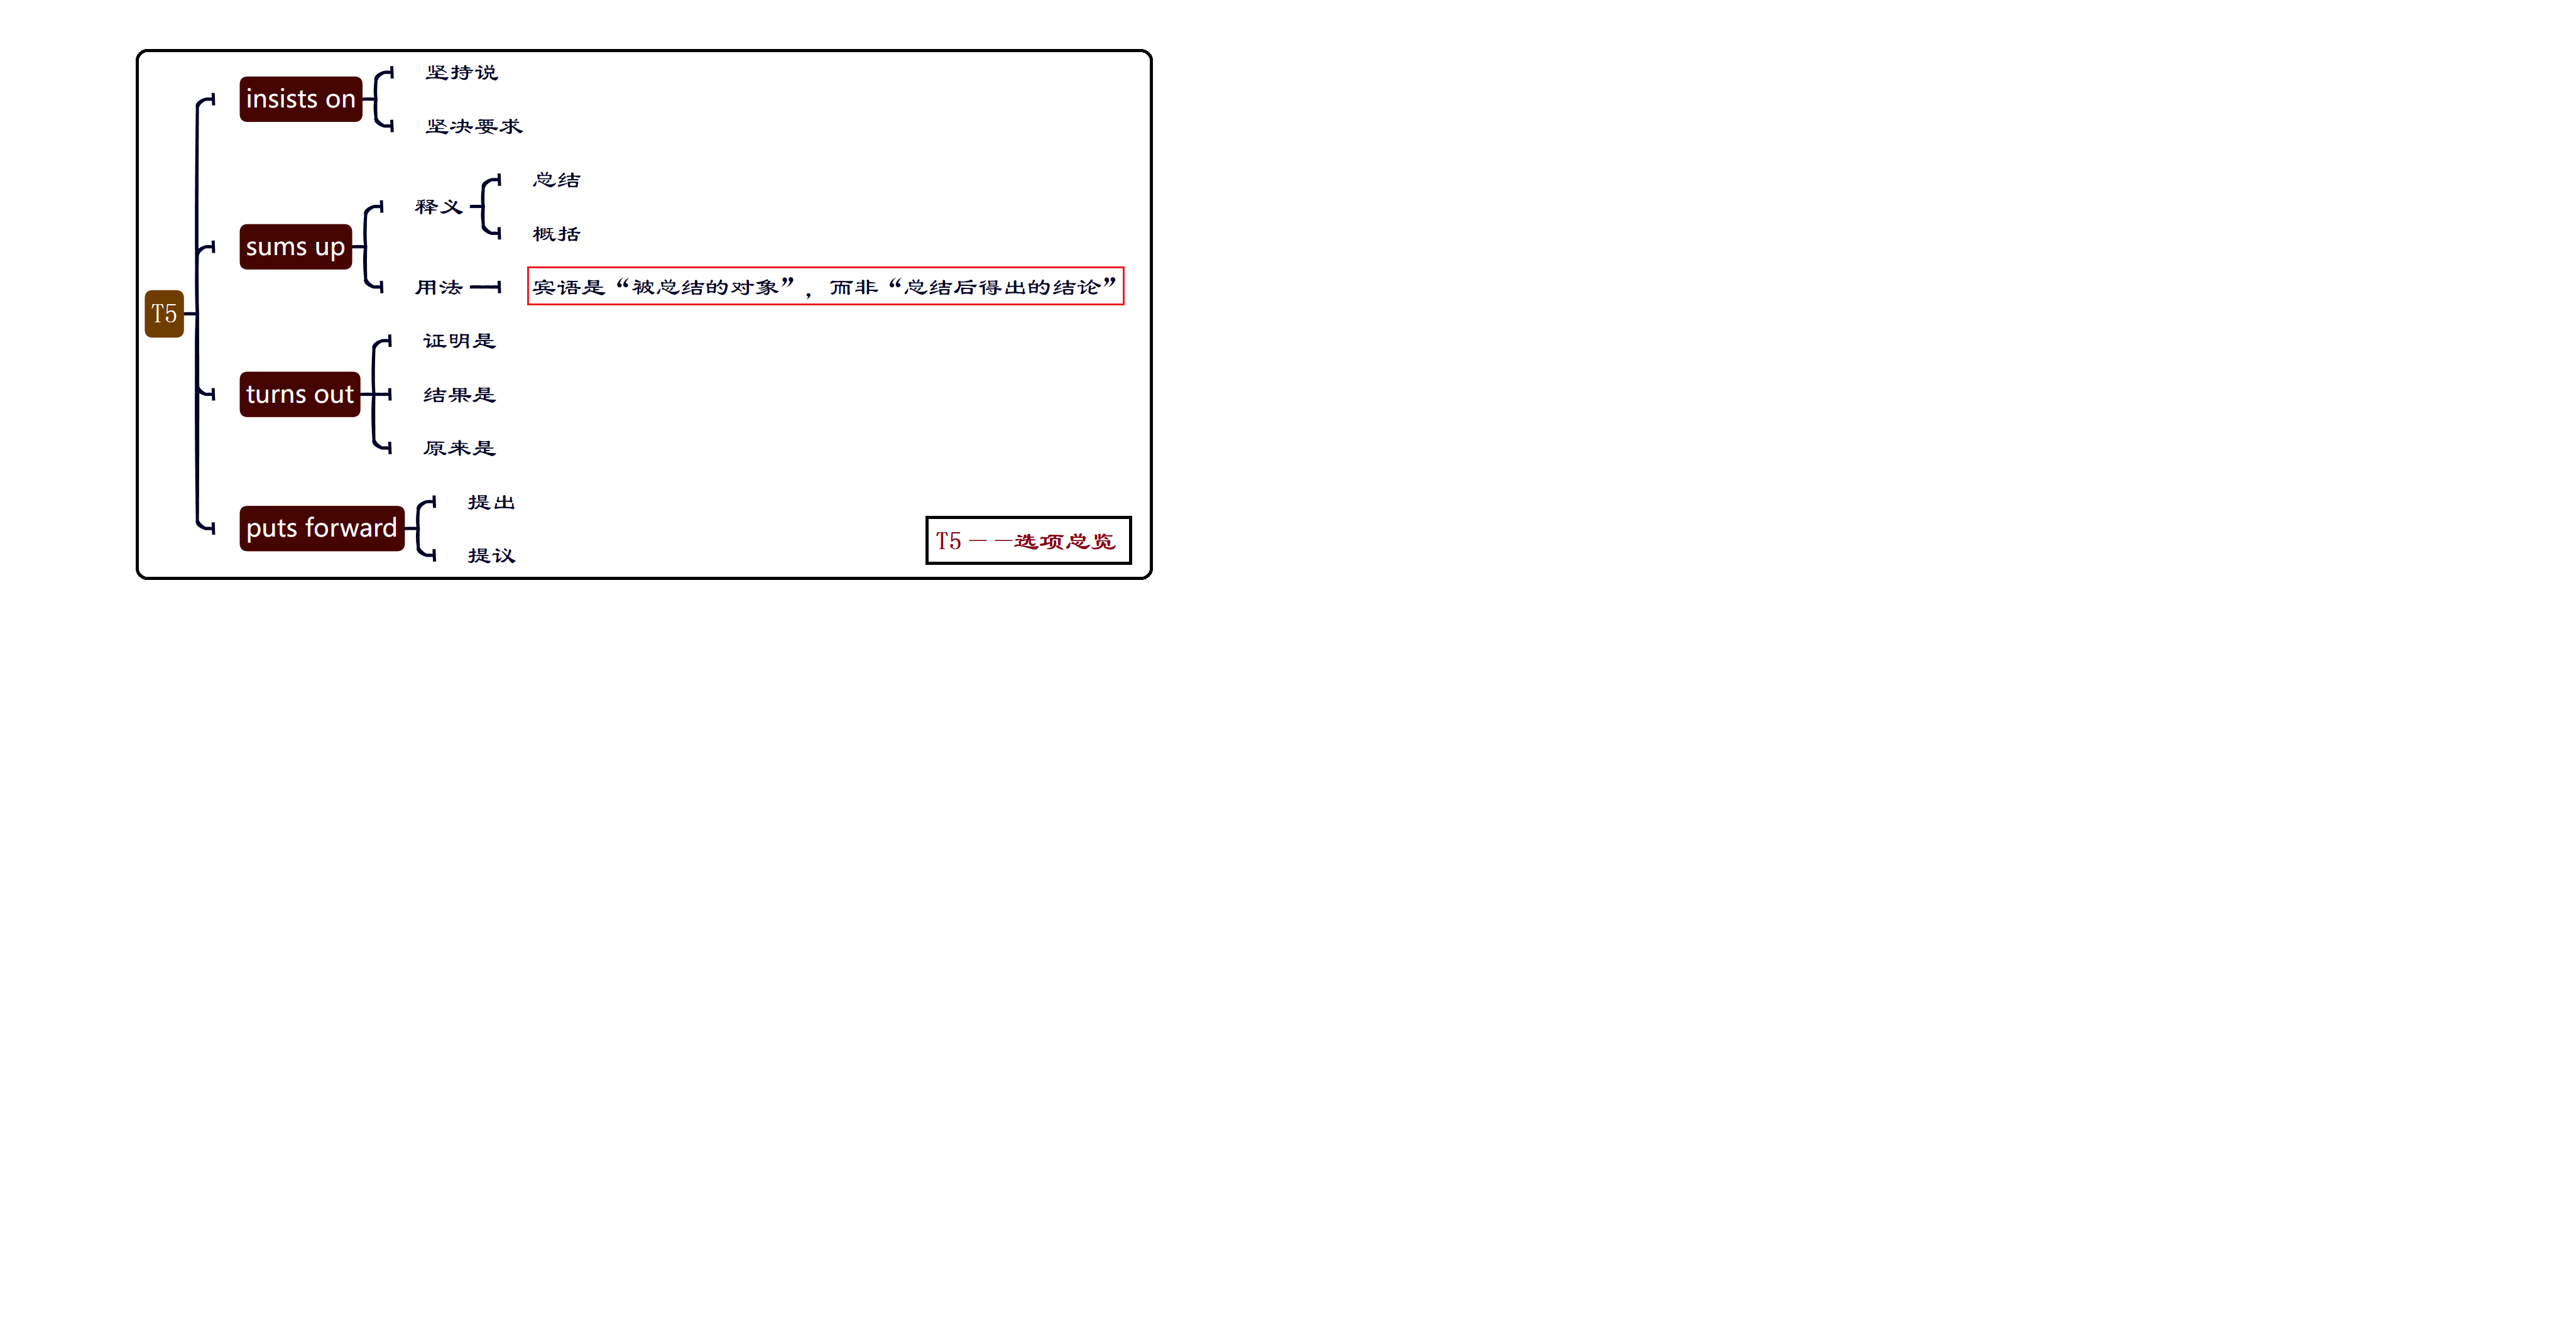 T5
insists on
坚持说
坚决要求
sums up
释义
总结
概括
用法
宾语是“被总结的对象”，而非“总结后得出的结论”
turns out
证明是
结果是
原来是
puts forward
提出
提议
T5——选项总览